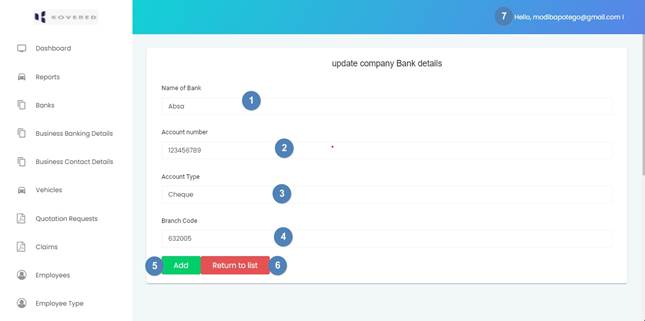 KOVERED
7 Hello, modibapotego@gmail.com !
Dashboard
Reports
Banks
Business Banking Details
Business Contact Details
Vehicles
Quotation Requests
Claims
Employees
Employee Type
update company Bank details
Name of Bank
1
Absa
Account number
2
123456789 *
Account Type
3
Cheque
Branch Code
4
632005
5 Add Return to list 6